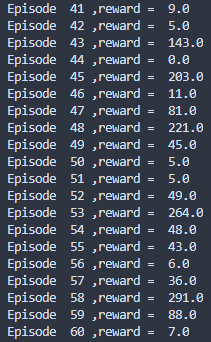 Episode  41 ,reward =  9.0
Episode  42 ,reward =  5.0
Episode  43 ,reward =  143.0
Episode  44 ,reward =  0.0
Episode  45 ,reward =  203.0
Episode  46 ,reward =  11.0
Episode  47 ,reward =  81.0
Episode  48 ,reward =  221.0
Episode  49 ,reward =  45.0
Episode  50 ,reward =  5.0
Episode  51 ,reward =  5.0
Episode  52 ,reward =  49.0
Episode  53 ,reward =  264.0
Episode  54 ,reward =  48.0
Episode  55 ,reward =  43.0
Episode  56 ,reward =  6.0
Episode  57 ,reward =  36.0
Episode  58 ,reward =  291.0
Episode  59 ,reward =  88.0
Episode  60 ,reward =  7.0